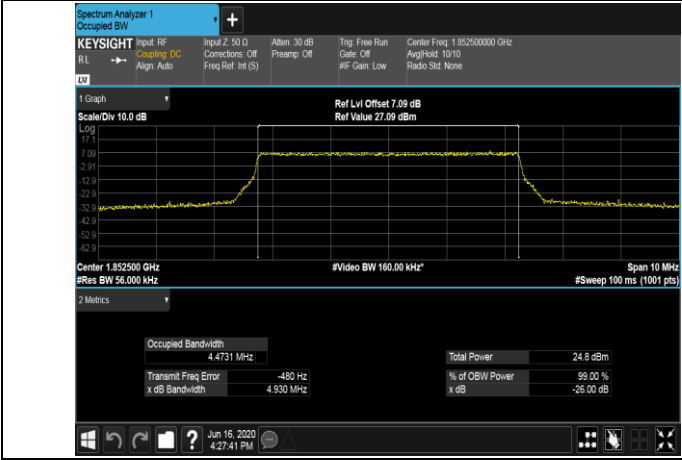 Spectrum Analyzer 1
Occupied BW
+
KEYSIGHT Input: RF Input Z: 50 Ω Atten: 30 dB Trig: Free Run Center Freq: 1.852500000 GHz
RL Coupling: DC Corrections: Off Preamp: Off Gate: Off Avg|Hold: 10/10
Align: Auto Freq Ref: Int (S) #IF Gain: Low Radio Std: None
LXI
1 Graph
Ref Lvl Offset 7.09 dB
Scale/Div 10.0 dB Ref Value 27.09 dBm
Log
17.1
7.09
-2.91
-12.9
-22.9
-32.9
-42.9
-52.9
-62.9
Center 1.852500 GHz #Video BW 160.00 kHz* Span 10 MHz
#Res BW 56.000 kHz #Sweep 100 ms (1001 pts)
2 Metrics
Occupied Bandwidth
4.4731 MHz Total Power 24.8 dBm
Transmit Freq Error -480 Hz % of OBW Power 99.00 %
x dB Bandwidth 4.930 MHz x dB -26.00 dB
? Jun 16, 2020
4:27:41 PM